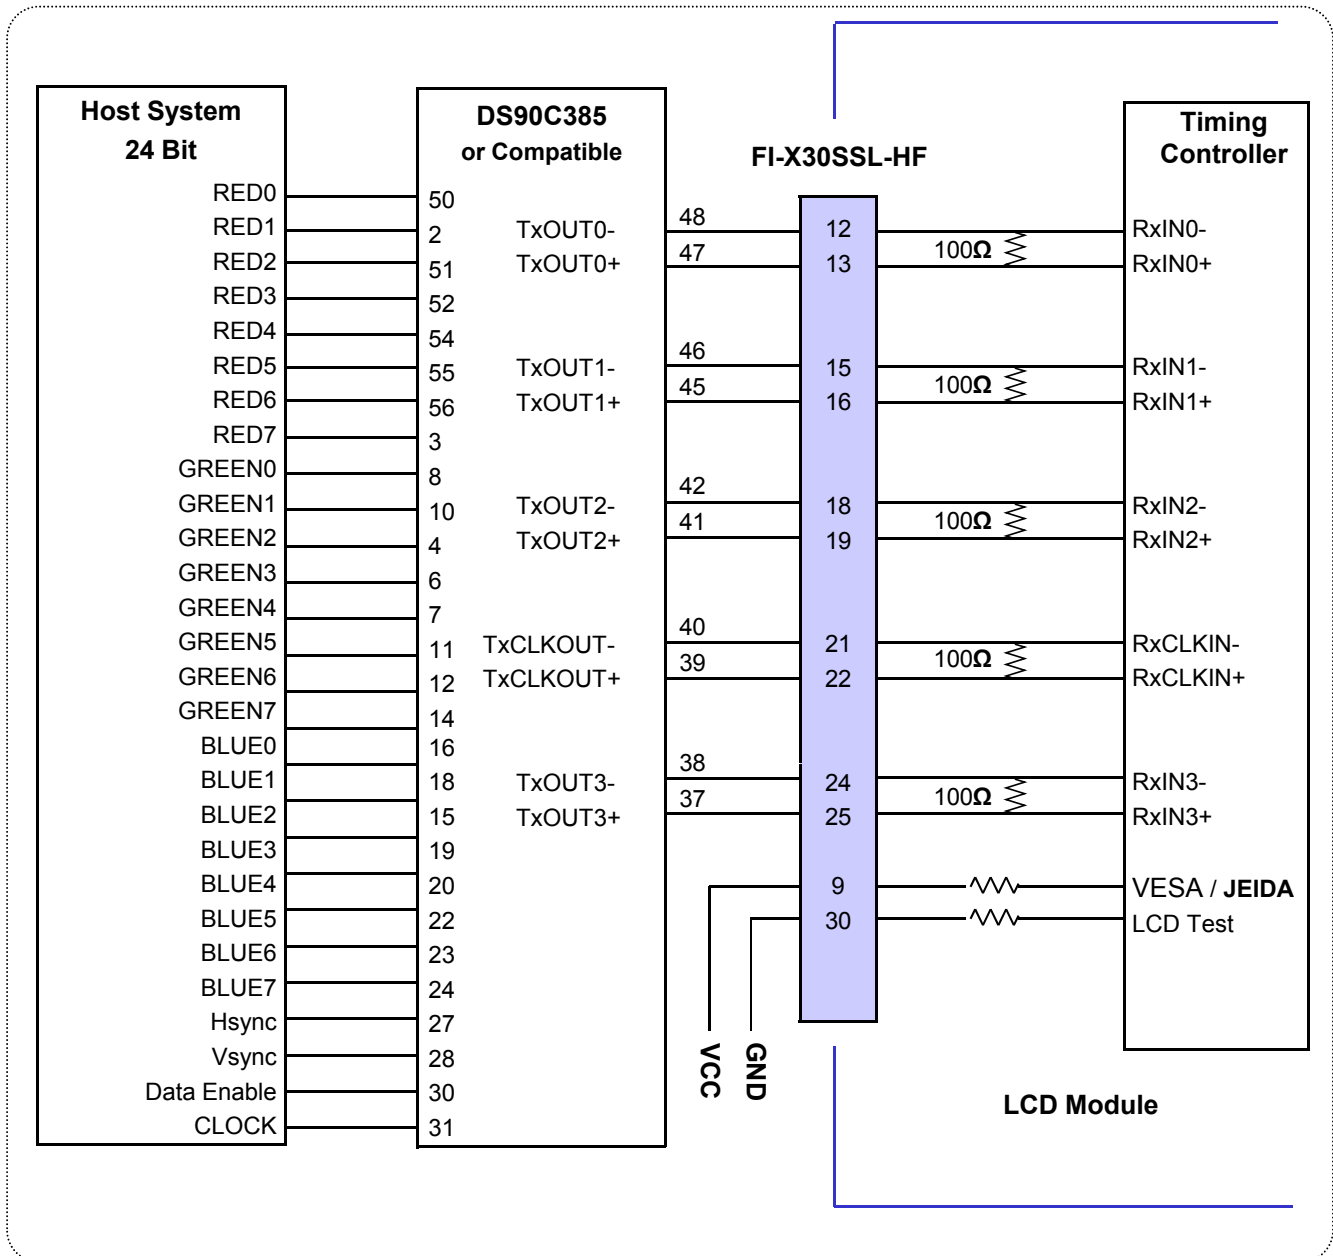 Host System
24 Bit
RED0
RED1
RED2
RED3
RED4
RED5
RED6
RED7
GREEN0
GREEN1
GREEN2
GREEN3
GREEN4
GREEN5
GREEN6
GREEN7
BLUE0
BLUE1
BLUE2
BLUE3
BLUE4
BLUE5
BLUE6
BLUE7
Hsync
Vsync
Data Enable
CLOCK
DS90C385
or Compatible
50
2
51
52
54
55
56
3
8
10
4
6
7
11
12
14
16
18
15
19
20
22
23
24
27
28
30
31
TxOUT0-
TxOUT0+
TxOUT1-
TxOUT1+
TxOUT2-
TxOUT2+
TxCLKOUT-
TxCLKOUT+
TxOUT3-
TxOUT3+
48
47
46
45
42
41
40
39
38
37
VCC
GND
FI-X30SSL-HF
12
13
15
16
18
19
21
22
24
25
9
30
100Ω
100Ω
100Ω
100Ω
100Ω
Timing
Controller
RxIN0-
RxIN0+
RxIN1-
RxIN1+
RxIN2-
RxIN2+
RxCLKIN-
RxCLKIN+
RxIN3-
RxIN3+
VESA / JEIDA
LCD Test
LCD Module